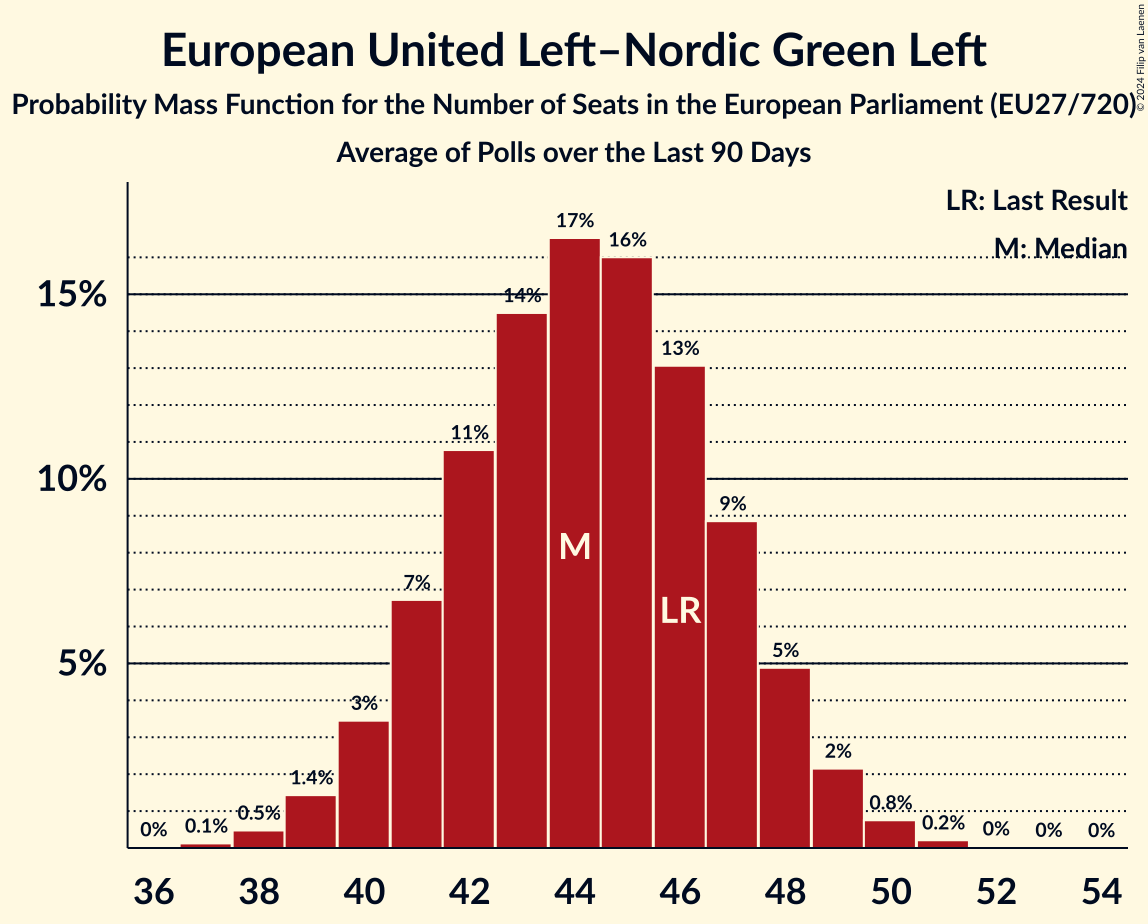 European United Left–Nordic Green Left
Probability Mass Function for the Number of Seats in the European Parliament (EU27/720)
Average of Polls over the Last 90 Days
© 2024 Filip van Laenen
LR: Last Result
M: Median
15%
10%
5%
0%
0.1%
0.5%
1.4%
3%
7%
11%
14%
17%
16%
13%
9%
5%
2%
0.8%
0.2%
0%
0%
0%
M
LR
36 38 40 42 44 46 48 50 52 54